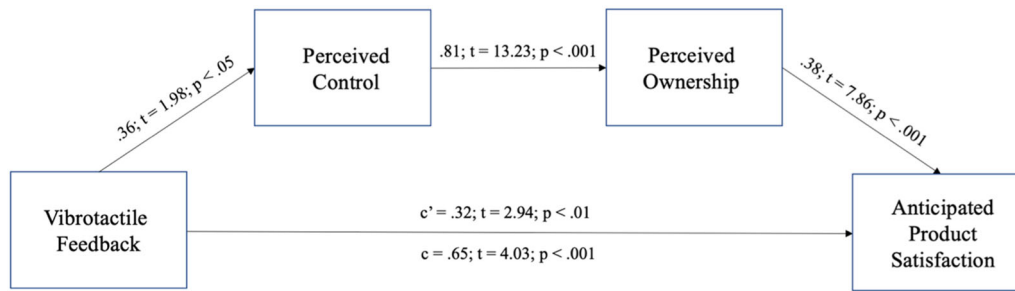 Perceived
Control
.81; t = 13.23; p < .001
Perceived
Ownership
.36; t = 1.98; p < .05
.38; t = 7.86; p < .001
Vibrotactile
Feedback
c’ = .32; t = 2.94; p < .01
c = .65; t = 4.03; p < .001
Anticipated
Product
Satisfaction